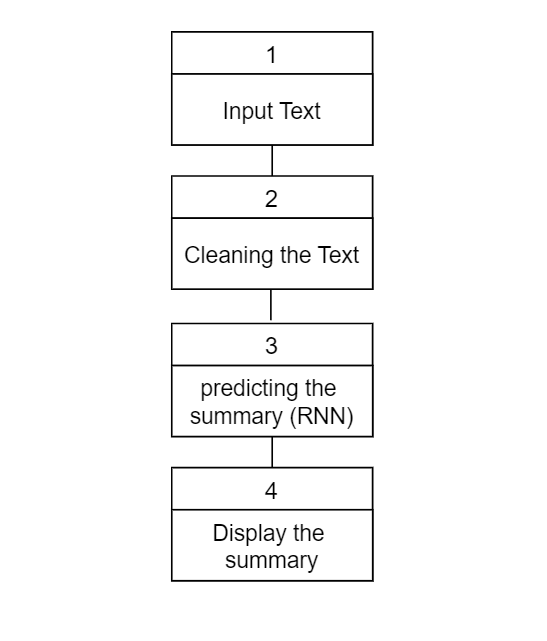 1
Input Text
2
Cleaning the Text
3
predicting the
summary (RNN)
4
Display the
summary